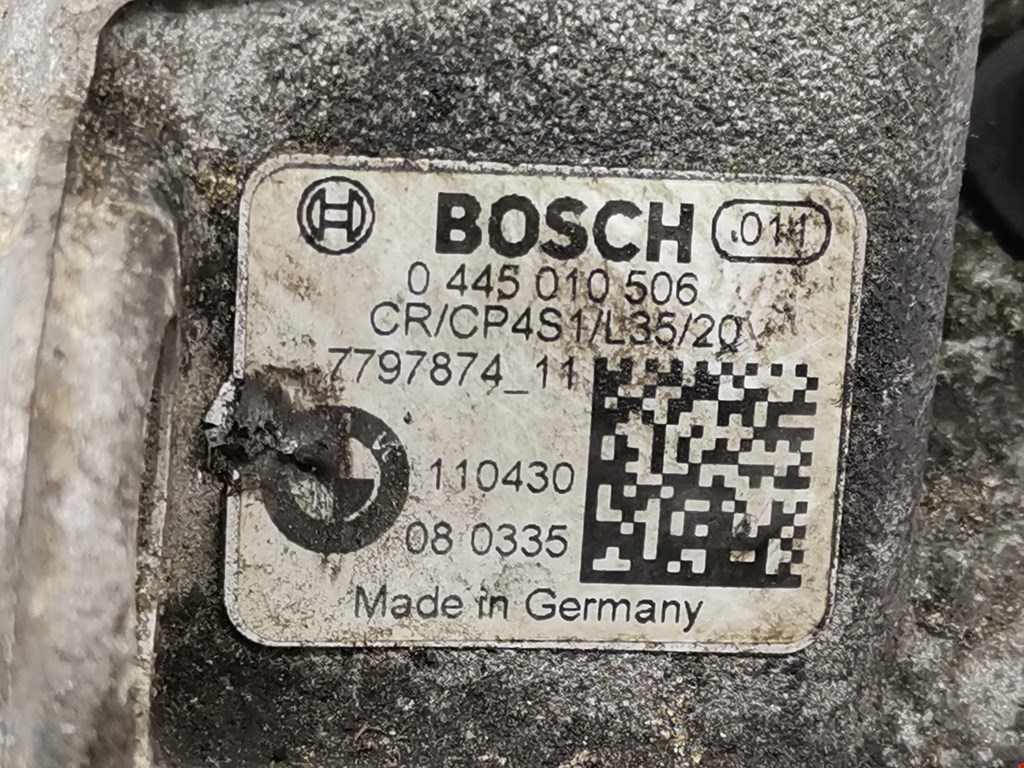 BOSCH .011
0 445 010 506
CR/CP4S1/L35/20
7797874_11
110430
08 0335
Made in Germany